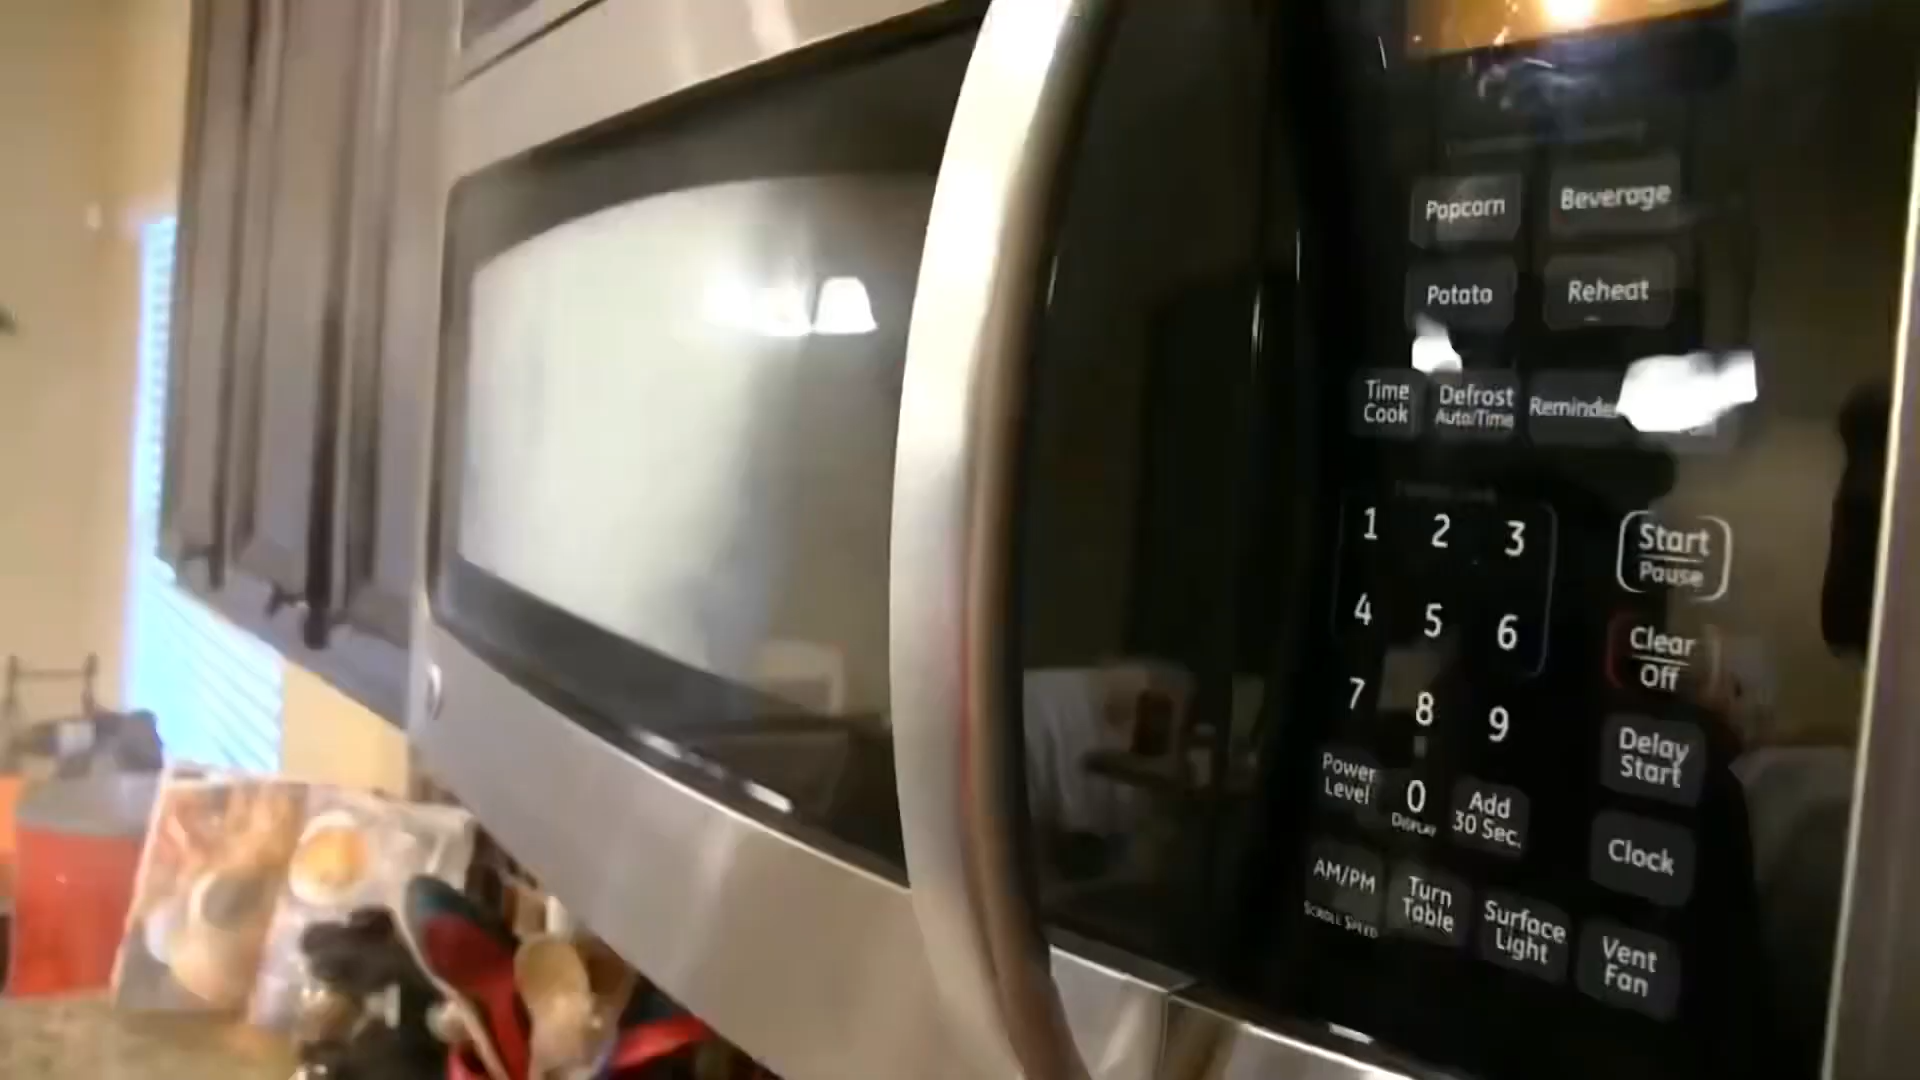 Popcorn
Beverage
Potato
Reheat
Time
Cook
Defrost
Auto/Time
Reminder
1 2 3
Start
Pause
4 5 6
Clear
Off
7 8 9
Delay
Start
Power
Level
0
DISPLAY
Add
30 Sec.
Clock
AM/PM
SCROLL SPEED
Turn
Table
Surface
Light
Vent
Fan